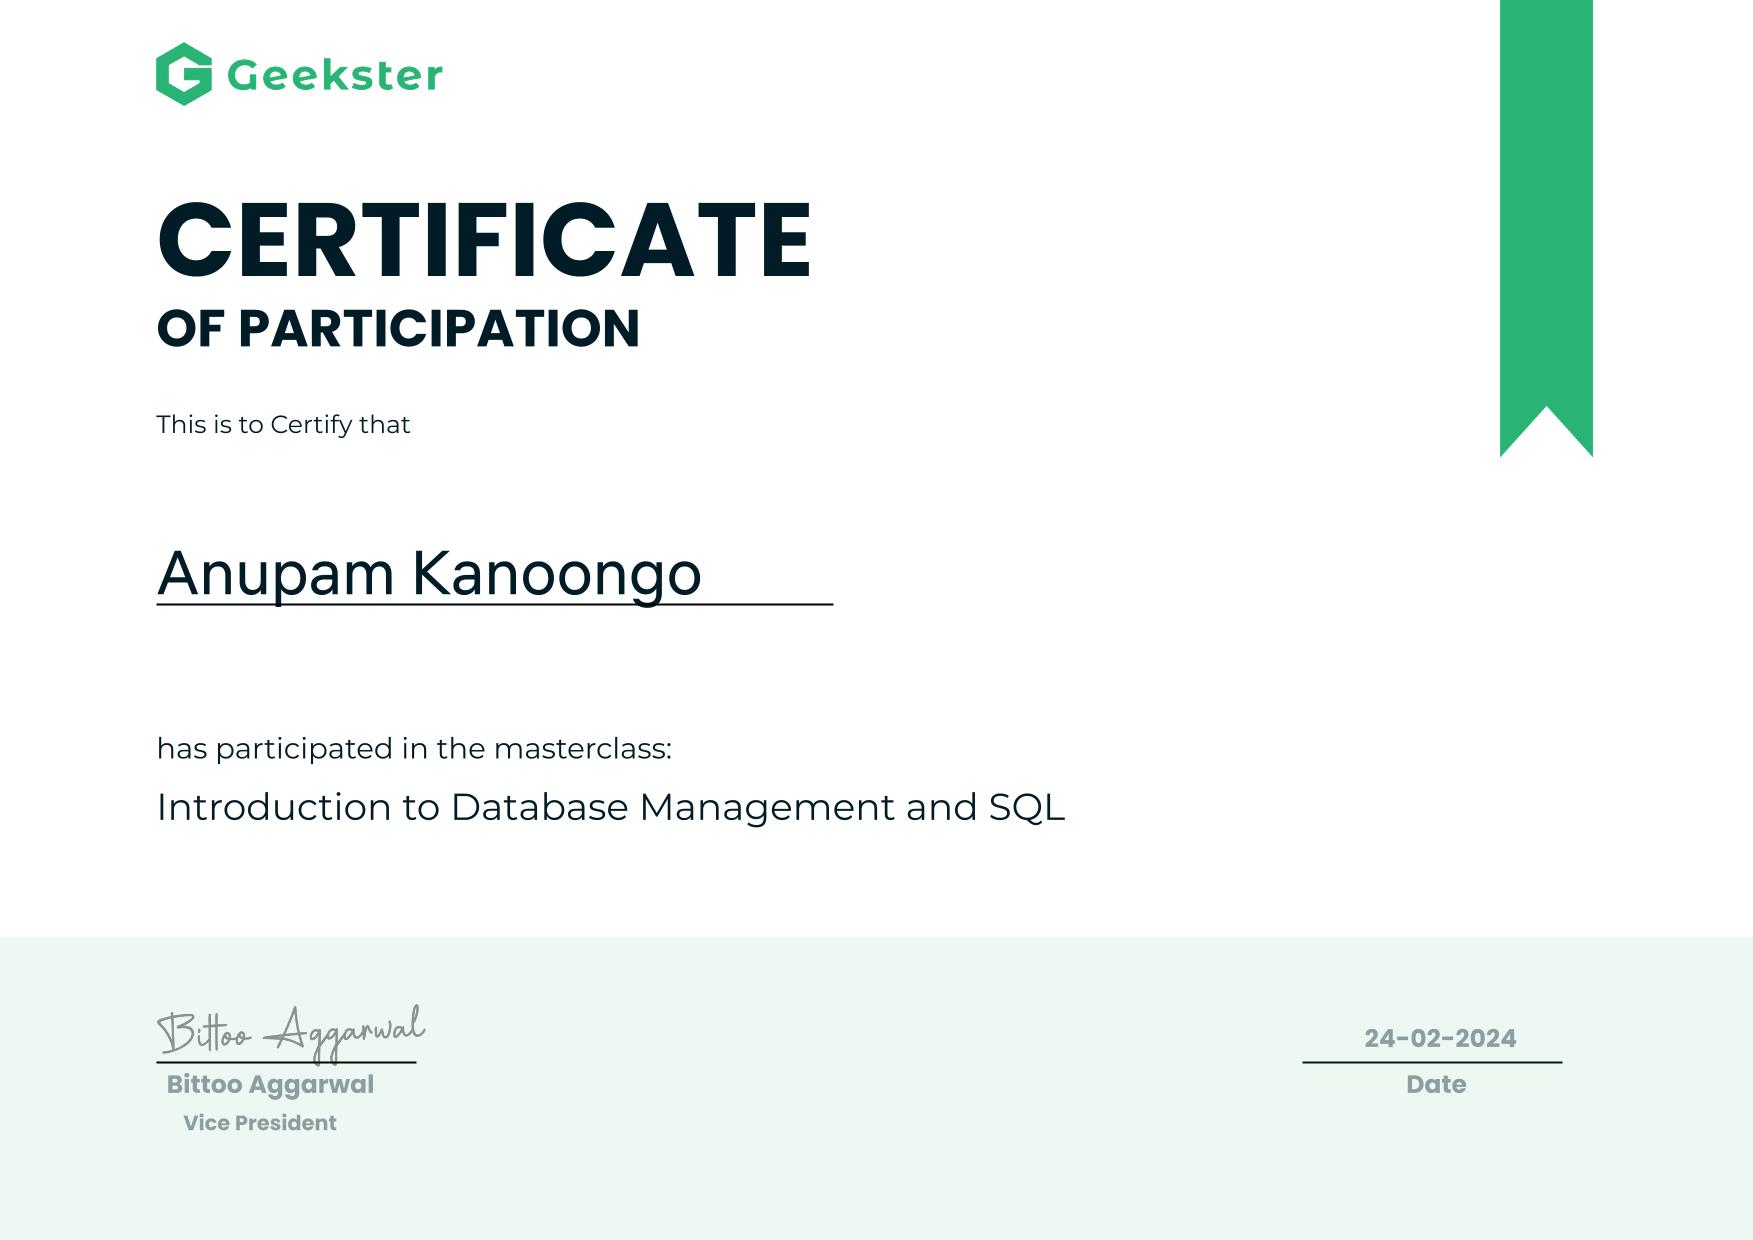 Geekster
CERTIFICATE
OF PARTICIPATION
This is to Certify that
Anupam Kanoongo
has participated in the masterclass:
Introduction to Database Management and SQL
Bittoo Aggarwal
Bittoo Aggarwal
Vice President
24-02-2024
Date